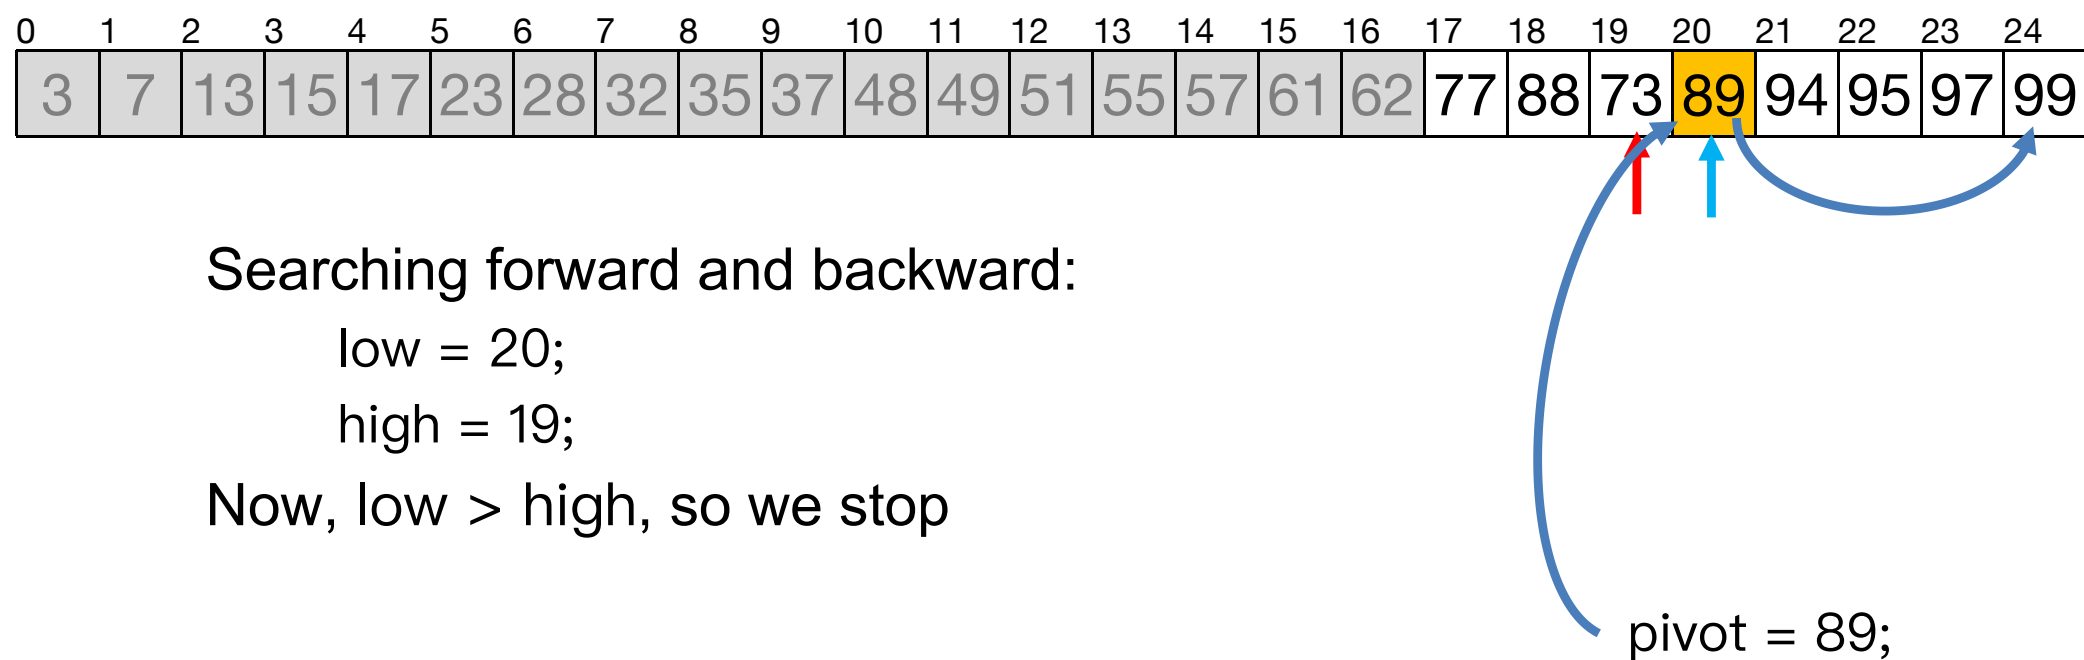 0 1 2 3 4 5 6 7 8 9 10 11 12 13 14 15 16 17 18 19 20 21 22 23 24
3 7 13 15 17 23 28 32 35 37 48 49 51 55 57 61 62 77 88 73 89 94 95 97 99
Searching forward and backward:
low = 20;
high = 19;
Now, low > high, so we stop
pivot = 89;